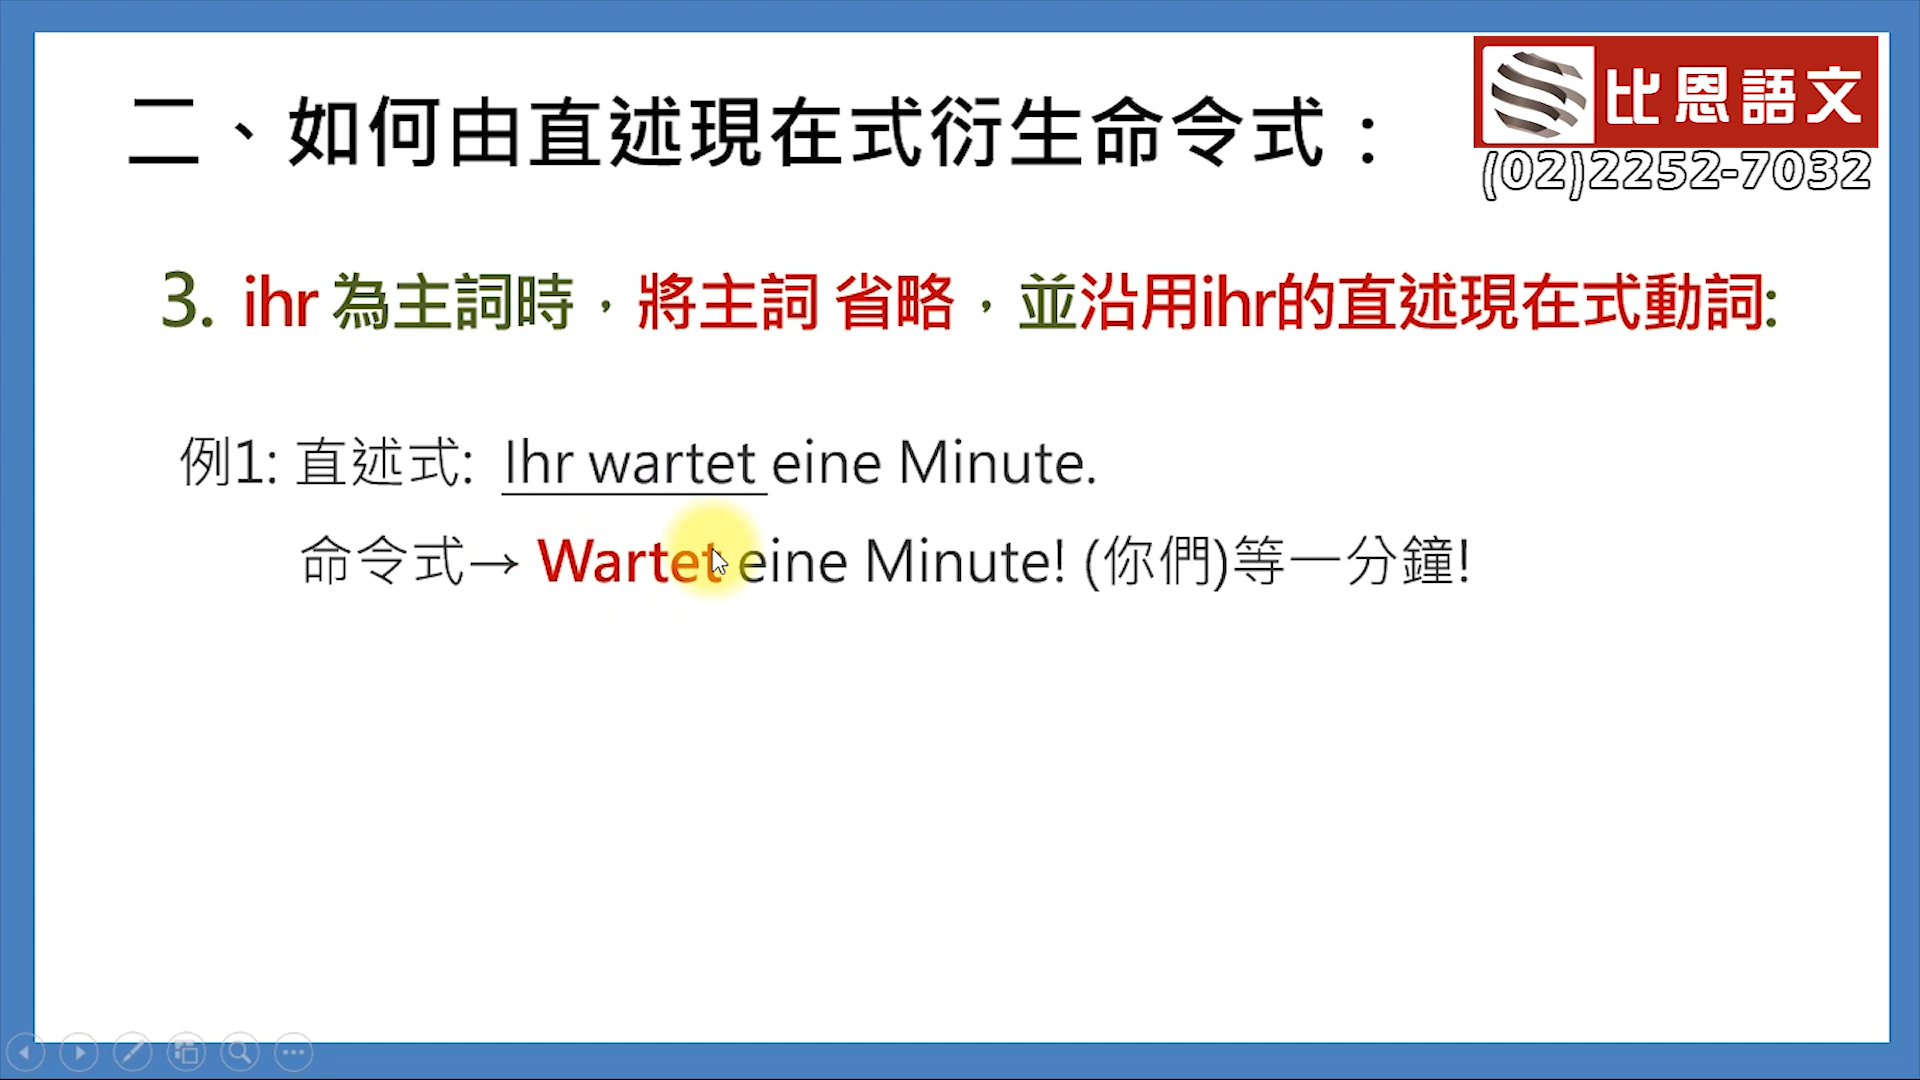 二、如何由直述現在式衍生命令式：
比恩語文
(02)2252-7032
3. ihr 為主詞時，將主詞 省略，並沿用ihr的直述現在式動詞:
例1: 直述式: Ihr wartet eine Minute.
命令式→ Wartet eine Minute! (你們)等一分鐘!